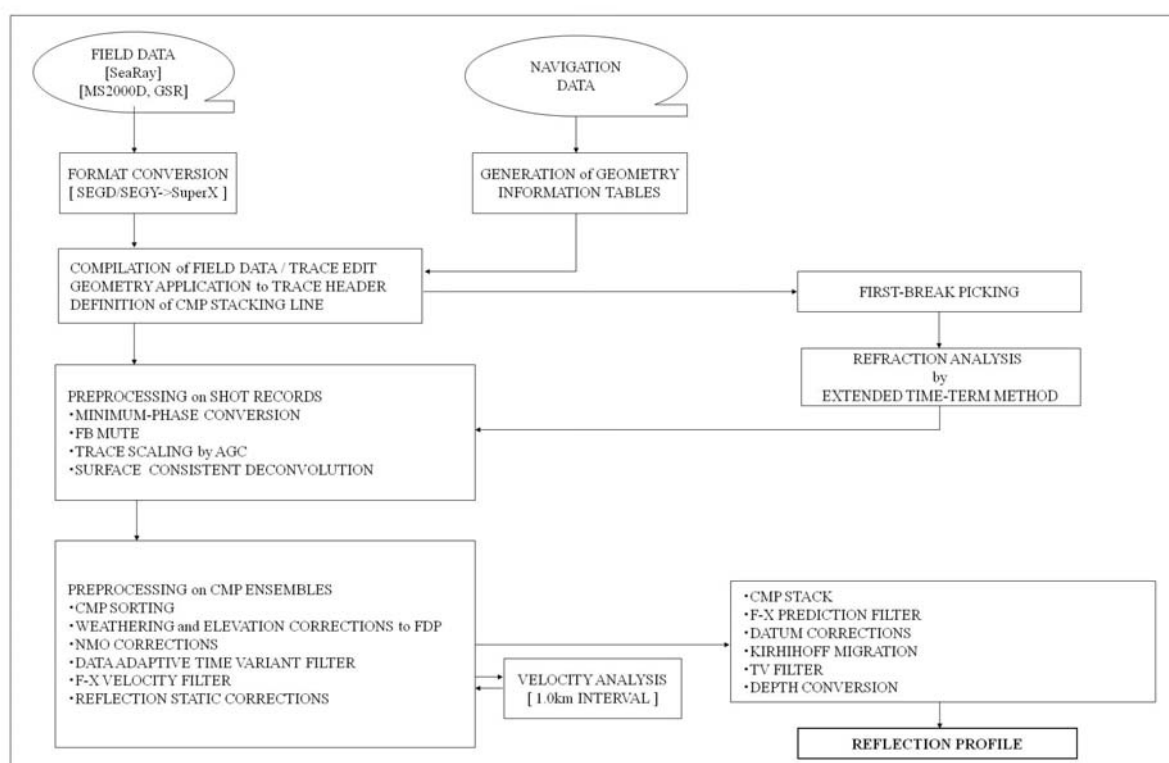 FIELD DATA
[SeaRay]
[MS2000D, GSR]
NAVIGATION
DATA
FORMAT CONVERSION
[ SEGD/SEGY->SuperX ]
GENERATION of GEOMETRY
INFORMATION TABLES
COMPILATION of FIELD DATA / TRACE EDIT
GEOMETRY APPLICATION to TRACE HEADER
DEFINITION of CMP STACKING LINE
FIRST-BREAK PICKING
REFRACTION ANALYSIS
by
EXTENDED TIME-TERM METHOD
PREPROCESSING on SHOT RECORDS
・MINIMUM-PHASE CONVERSION
・FB MUTE
・TRACE SCALING by AGC
・SURFACE CONSISTENT DECONVOLUTION
PREPROCESSING on CMP ENSEMBLES
・CMP SORTING
・WEATHERING and ELEVATION CORRECTIONS to FDP
・NMO CORRECTIONS
・DATA ADAPTIVE TIME VARIANT FILTER
・F-X VELOCITY FILTER
・REFLECTION STATIC CORRECTIONS
VELOCITY ANALYSIS
[ 1.0km INTERVAL ]
・CMP STACK
・F-X PREDICTION FILTER
・DATUM CORRECTIONS
・KIRHIHOFF MIGRATION
・TV FILTER
・DEPTH CONVERSION
REFLECTION PROFILE